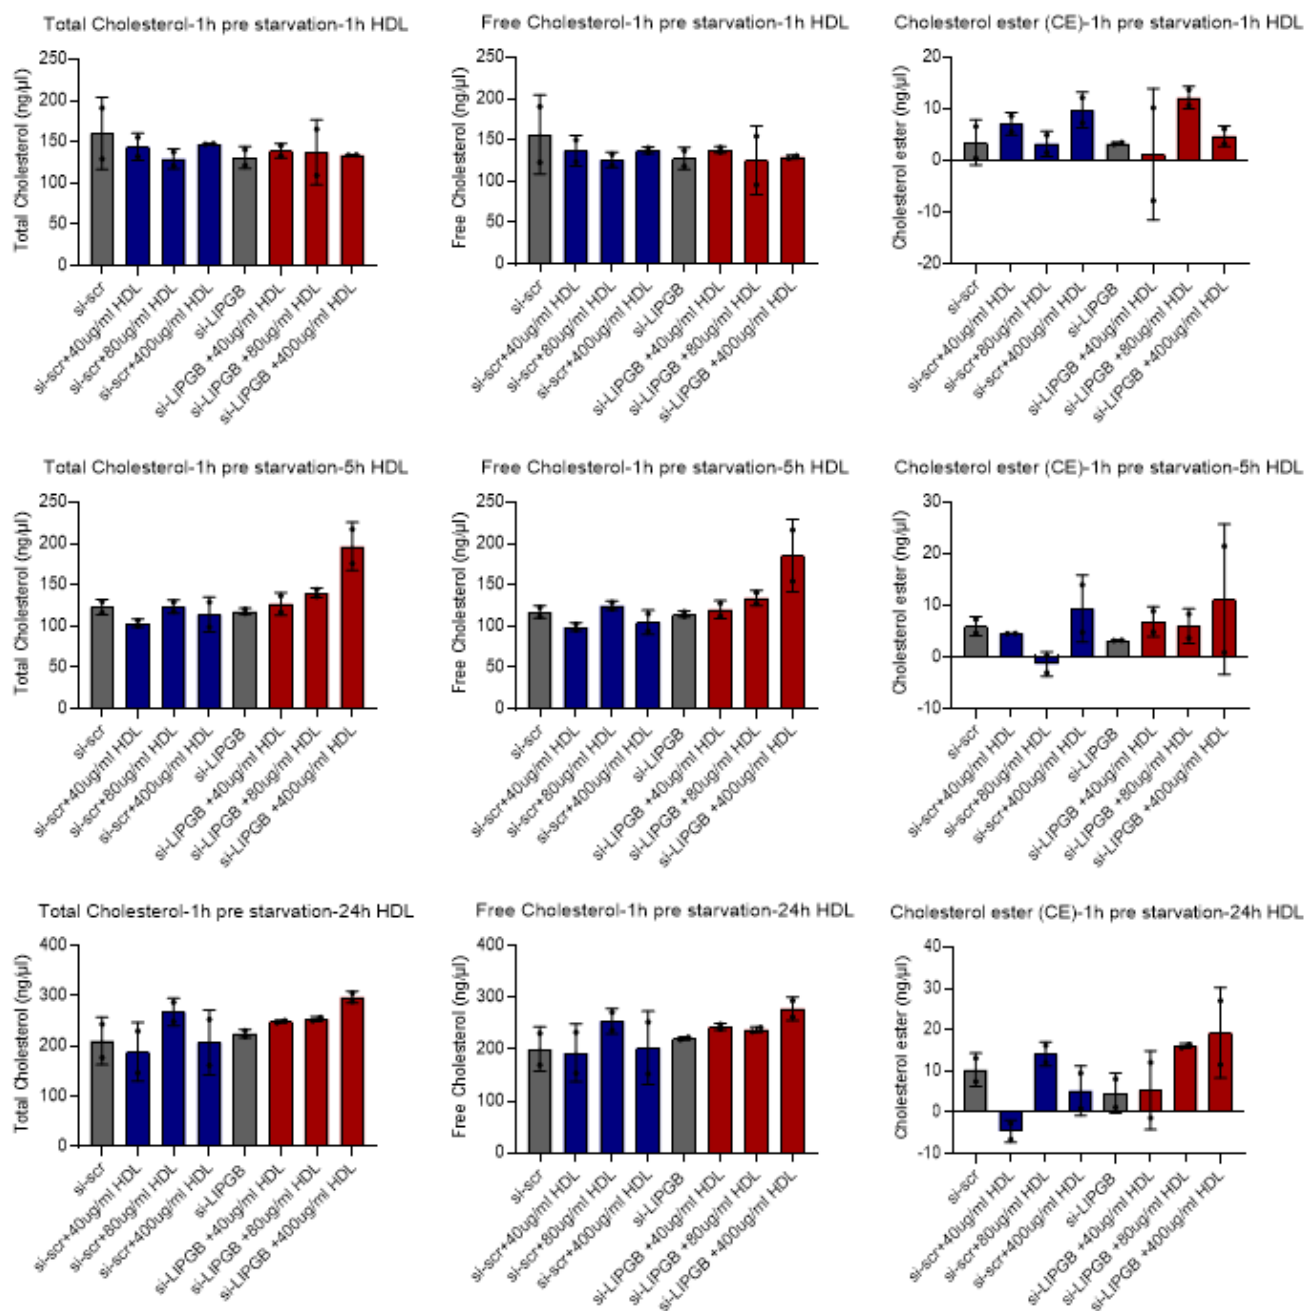 Total Cholesterol-1h pre starvation-1h HDL
Total Cholesterol (ng/µl)
250
200
150
100
50
0
si-scr
si-scr+40ug/ml HDL
si-scr+80ug/ml HDL
si-scr+400ug/ml HDL
si-LIPGB
si-LIPGB +40ug/ml HDL
si-LIPGB +80ug/ml HDL
si-LIPGB +400ug/ml HDL
Free Cholesterol-1h pre starvation-1h HDL
Free Cholesterol (ng/µl)
250
200
150
100
50
0
si-scr
si-scr+40ug/ml HDL
si-scr+80ug/ml HDL
si-scr+400ug/ml HDL
si-LIPGB
si-LIPGB +40ug/ml HDL
si-LIPGB +80ug/ml HDL
si-LIPGB +400ug/ml HDL
Cholesterol ester (CE)-1h pre starvation-1h HDL
Cholesterol ester (ng/µl)
20
10
0
-10
-20
si-scr
si-scr+40ug/ml HDL
si-scr+80ug/ml HDL
si-scr+400ug/ml HDL
si-LIPGB
si-LIPGB +40ug/ml HDL
si-LIPGB +80ug/ml HDL
si-LIPGB +400ug/ml HDL
Total Cholesterol-1h pre starvation-5h HDL
Total Cholesterol (ng/µl)
250
200
150
100
50
0
si-scr
si-scr+40ug/ml HDL
si-scr+80ug/ml HDL
si-scr+400ug/ml HDL
si-LIPGB
si-LIPGB +40ug/ml HDL
si-LIPGB +80ug/ml HDL
si-LIPGB +400ug/ml HDL
Free Cholesterol-1h pre starvation-5h HDL
Free Cholesterol (ng/µl)
250
200
150
100
50
0
si-scr
si-scr+40ug/ml HDL
si-scr+80ug/ml HDL
si-scr+400ug/ml HDL
si-LIPGB
si-LIPGB +40ug/ml HDL
si-LIPGB +80ug/ml HDL
si-LIPGB +400ug/ml HDL
Cholesterol ester (CE)-1h pre starvation-5h HDL
Cholesterol ester (ng/µl)
30
20
10
0
-10
si-scr
si-scr+40ug/ml HDL
si-scr+80ug/ml HDL
si-scr+400ug/ml HDL
si-LIPGB
si-LIPGB +40ug/ml HDL
si-LIPGB +80ug/ml HDL
si-LIPGB +400ug/ml HDL
Total Cholesterol-1h pre starvation-24h HDL
Total Cholesterol (ng/µl)
400
300
200
100
0
si-scr
si-scr+40ug/ml HDL
si-scr+80ug/ml HDL
si-scr+400ug/ml HDL
si-LIPGB
si-LIPGB +40ug/ml HDL
si-LIPGB +80ug/ml HDL
si-LIPGB +400ug/ml HDL
Free Cholesterol-1h pre starvation-24h HDL
Free Cholesterol (ng/µl)
400
300
200
100
0
si-scr
si-scr+40ug/ml HDL
si-scr+80ug/ml HDL
si-scr+400ug/ml HDL
si-LIPGB
si-LIPGB +40ug/ml HDL
si-LIPGB +80ug/ml HDL
si-LIPGB +400ug/ml HDL
Cholesterol ester (CE)-1h pre starvation-24h HDL
Cholesterol ester (ng/µl)
40
30
20
10
0
-10
si-scr
si-scr+40ug/ml HDL
si-scr+80ug/ml HDL
si-scr+400ug/ml HDL
si-LIPGB
si-LIPGB +40ug/ml HDL
si-LIPGB +80ug/ml HDL
si-LIPGB +400ug/ml HDL